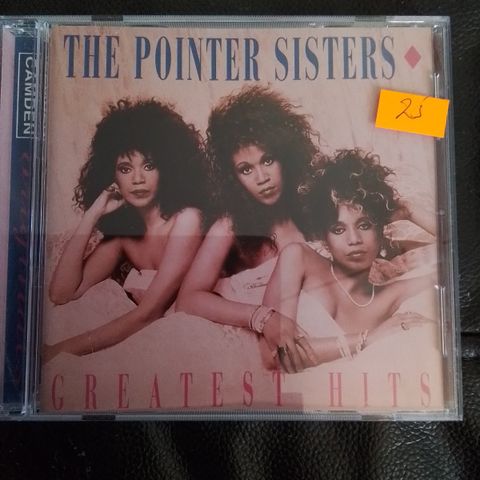 THE POINTER SISTERS
25
CAMDEN
GREATEST HITS